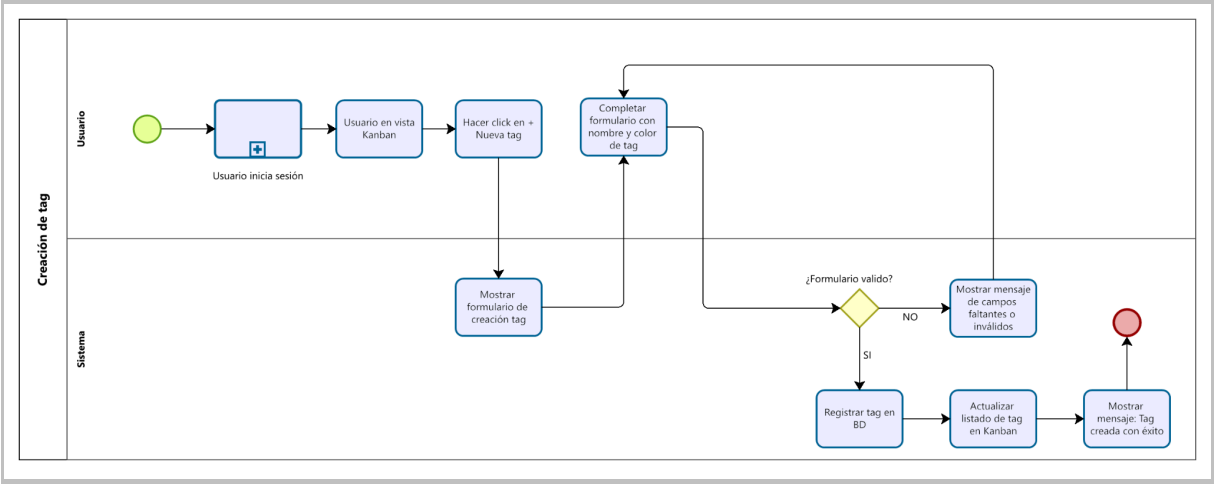 Creación de tag
Usuario
Usuario inicia sesión
Usuario en vista
Kanban
Hacer click en +
Nueva tag
Completar
formulario con
nombre y color
de tag
Sistema
Mostrar
formulario de
creación tag
¿Formulario valido?
NO
SI
Mostrar mensaje
de campos
faltantes o
inválidos
Registrar tag en
BD
Actualizar
listado de tag
en Kanban
Mostrar
mensaje: Tag
creada con éxito